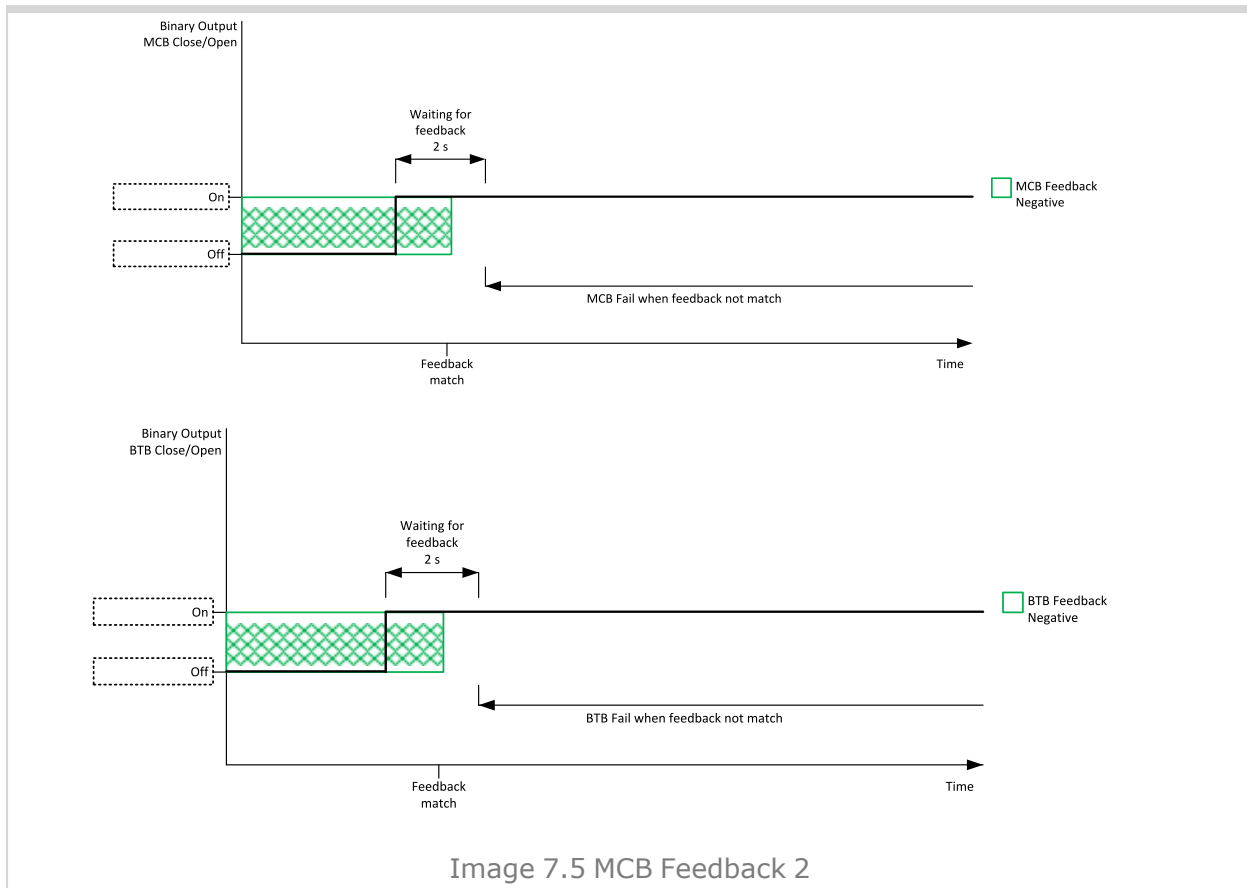 Binary Output
MCB Close/Open
Waiting for
feedback
2 s
On
Off
MCB Feedback
Negative
MCB Fail when feedback not match
Feedback
match
Time
Binary Output
BTB Close/Open
Waiting for
feedback
2 s
On
Off
BTB Feedback
Negative
BTB Fail when feedback not match
Feedback
match
Time
Image 7.5 MCB Feedback 2